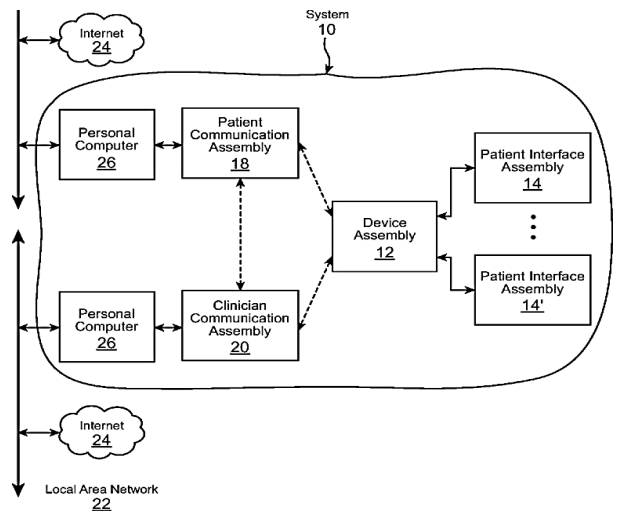 System
10
Internet
24
Personal
Computer
26
Patient
Communication
Assembly
18
Patient Interface
Assembly
14
Device
Assembly
12
Patient Interface
Assembly
14'
Personal
Computer
26
Clinician
Communication
Assembly
20
Internet
24
Local Area Network
22